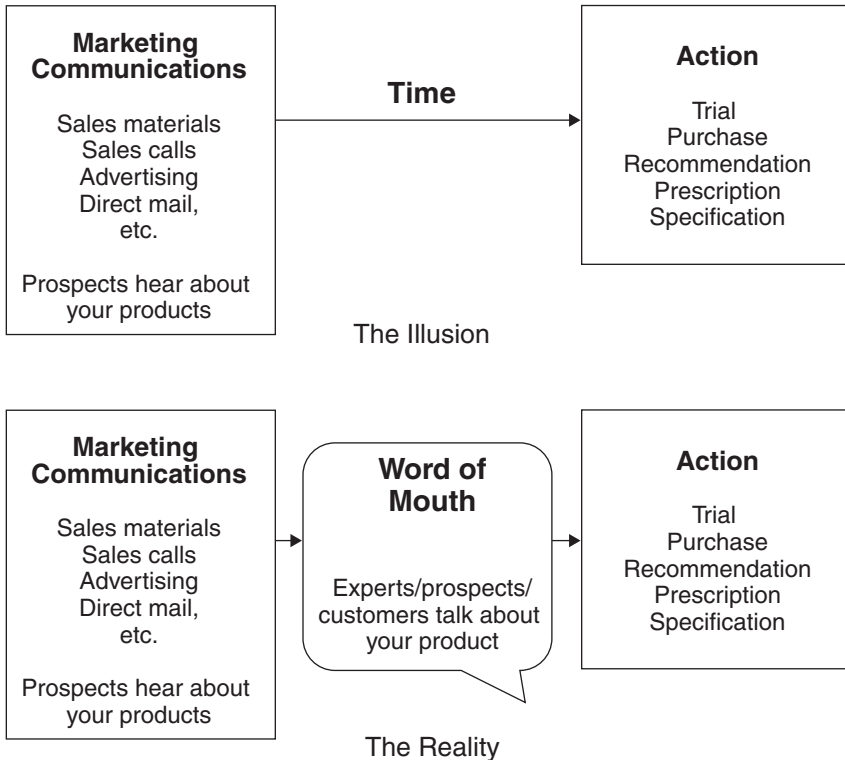 Marketing
Communications
Sales materials
Sales calls
Advertising
Direct mail,
etc.
Prospects hear about
your products
Time
Action
Trial
Purchase
Recommendation
Prescription
Specification
The Illusion
Marketing
Communications
Sales materials
Sales calls
Advertising
Direct mail,
etc.
Prospects hear about
your products
Word of
Mouth
Experts/prospects/
customers talk about
your product
Action
Trial
Purchase
Recommendation
Prescription
Specification
The Reality